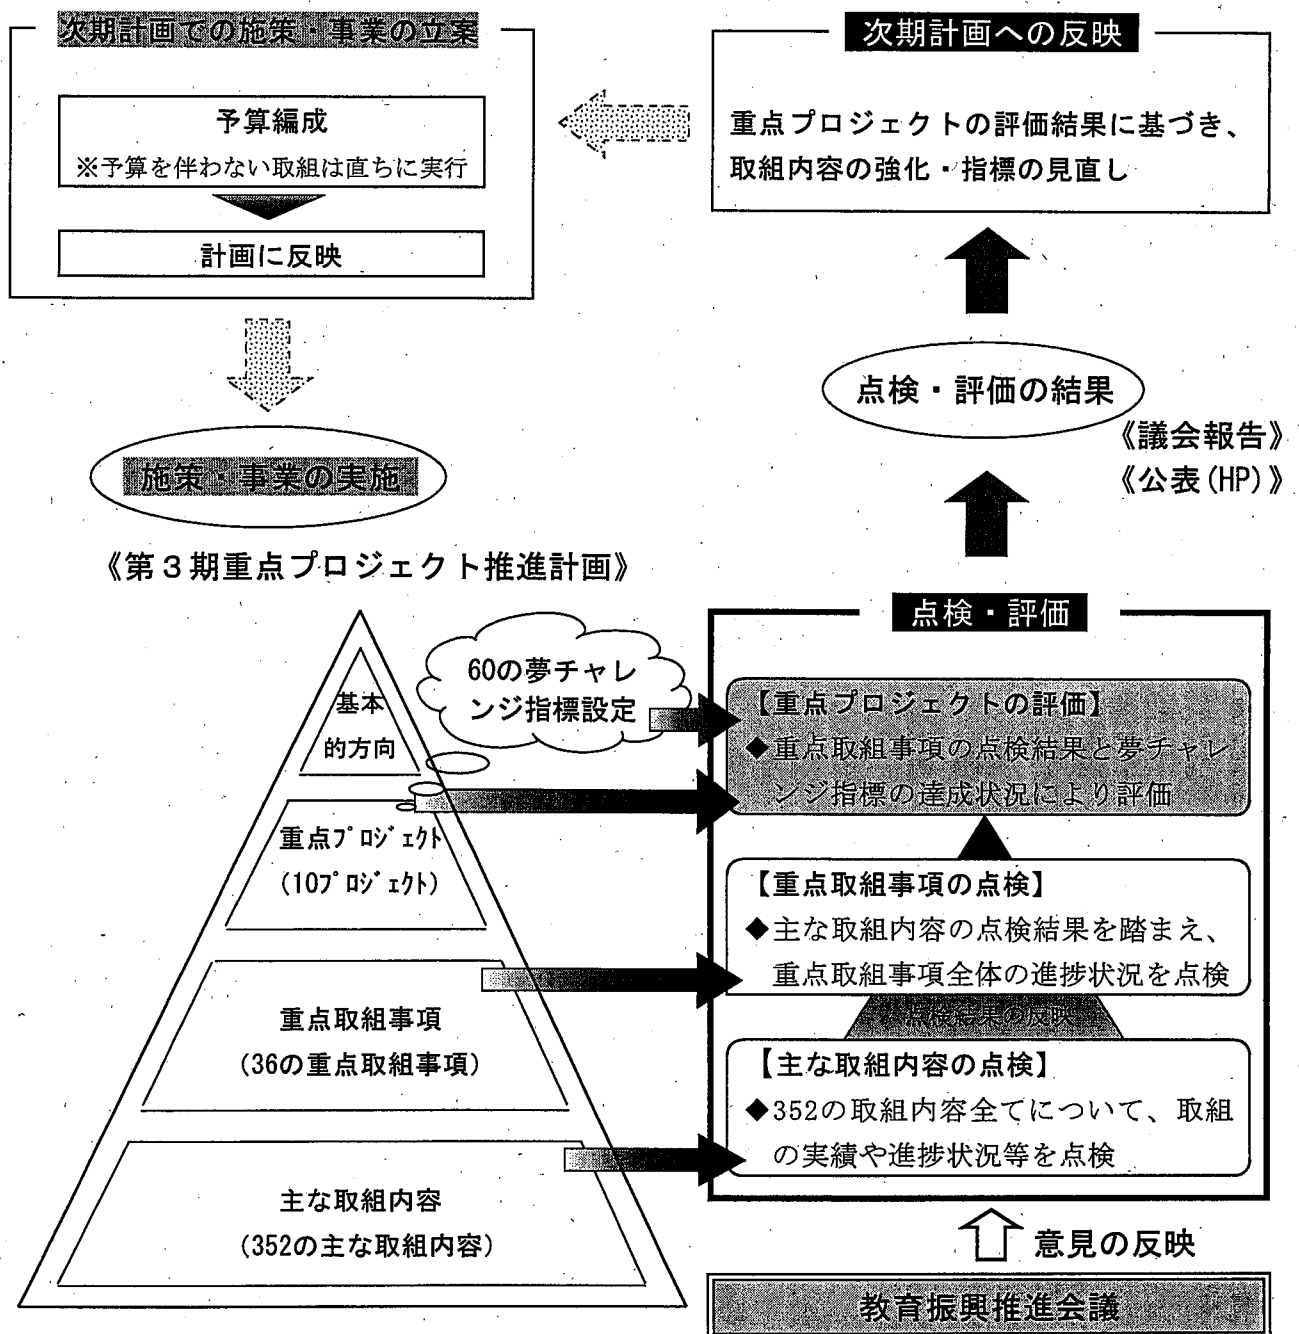 次期計画での施策・事業の立案
予算編成
※予算を伴わない取組は直ちに実行
計画に反映
次期計画への反映
重点プロジェクトの評価結果に基づき、
取組内容の強化・指標の見直し
点検・評価の結果
《議会報告》
《公表(HP)》
施策・事業の実施
《第3期重点プロジェクト推進計画》
60の夢チャレ
ンジ指標設定
基本
的方向
重点プロジェクト
(10プロジェクト)
重点取組事項
(36の重点取組事項)
主な取組内容
(352の主な取組内容)
点検・評価
【重点プロジェクトの評価】
◆重点取組事項の点検結果と夢チャレ
ンジ指標の達成状況により評価
【重点取組事項の点検】
◆主な取組内容の点検結果を踏まえ、
重点取組事項全体の進捗状況を点検
点検結果の反映
【主な取組内容の点検】
◆352の取組内容全てについて、取組
の実績や進捗状況等を点検
意見の反映
教育振興推進会議